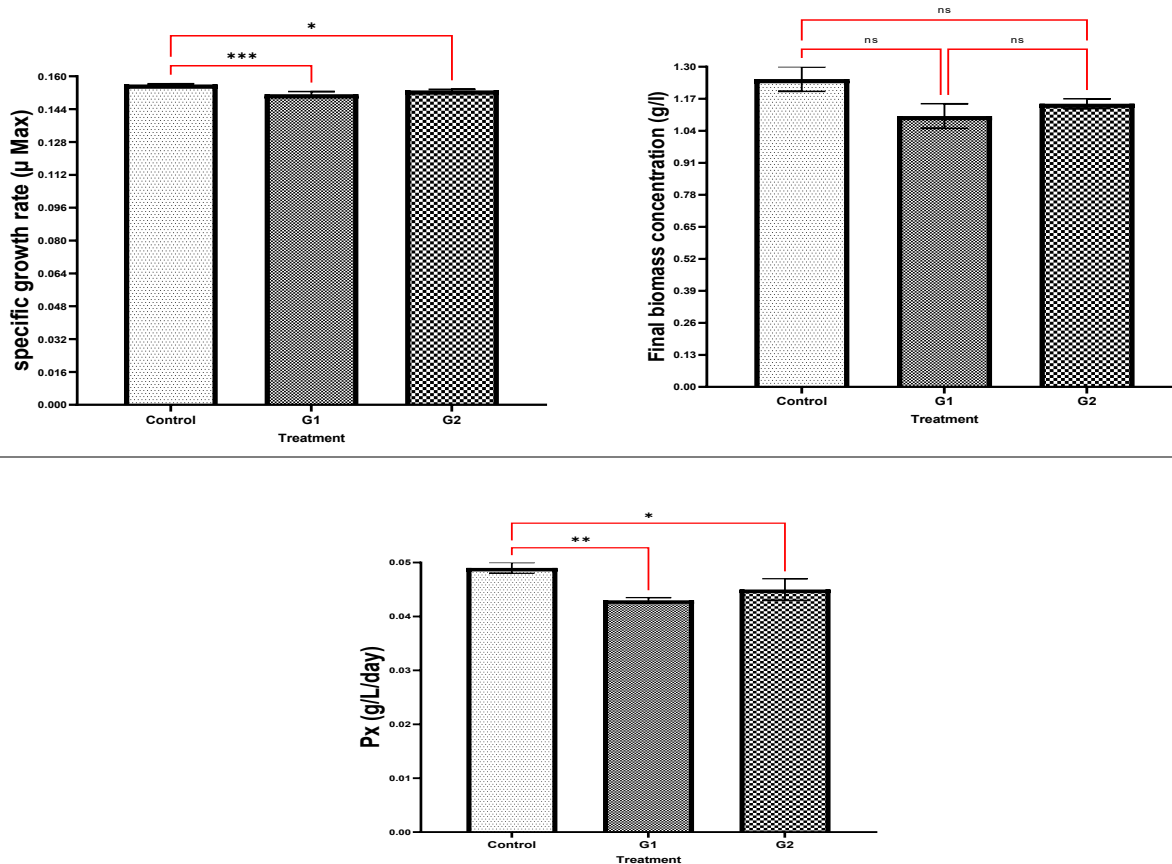 *
***
specific growth rate (µ Max)
0.160
0.144
0.128
0.112
0.096
0.080
0.064
0.048
0.032
0.016
0.000
Control
G1
G2
Treatment
ns
ns
ns
Final biomass concentration (g/l)
1.30
1.17
1.04
0.91
0.78
0.65
0.52
0.39
0.26
0.13
0.00
Control
G1
G2
Treatment
*
**
Px (g/L/day)
0.05
0.04
0.03
0.02
0.01
0.00
Control
G1
G2
Treatment